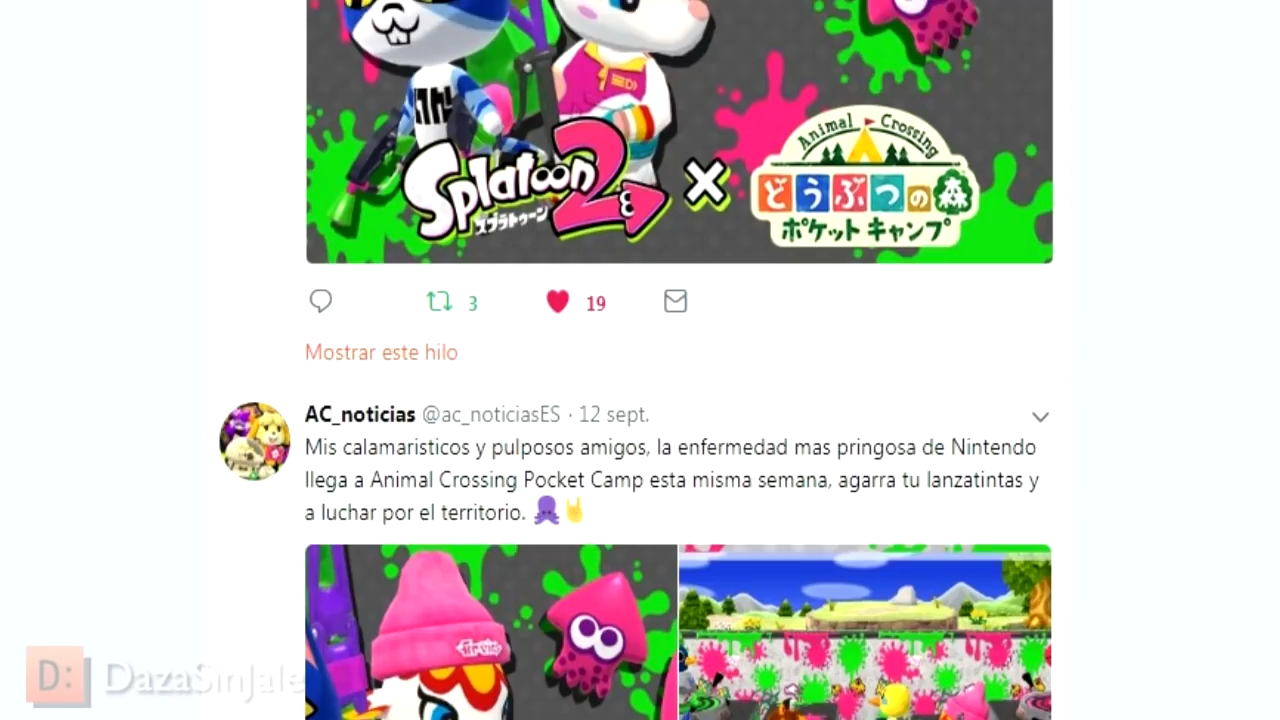 Splatoon 2
スプラトゥーン
×
Animal Crossing
どうぶつの森
ポケットキャンプ
3
19
Mostrar este hilo
AC_noticias @ac_noticiasES · 12 sept.
Mis calamaristicos y pulposos amigos, la enfermedad mas pringosa de Nintendo
llega a Animal Crossing Pocket Camp esta misma semana, agarra tu lanzatintas y
a luchar por el territorio.
D: DazaSinJale